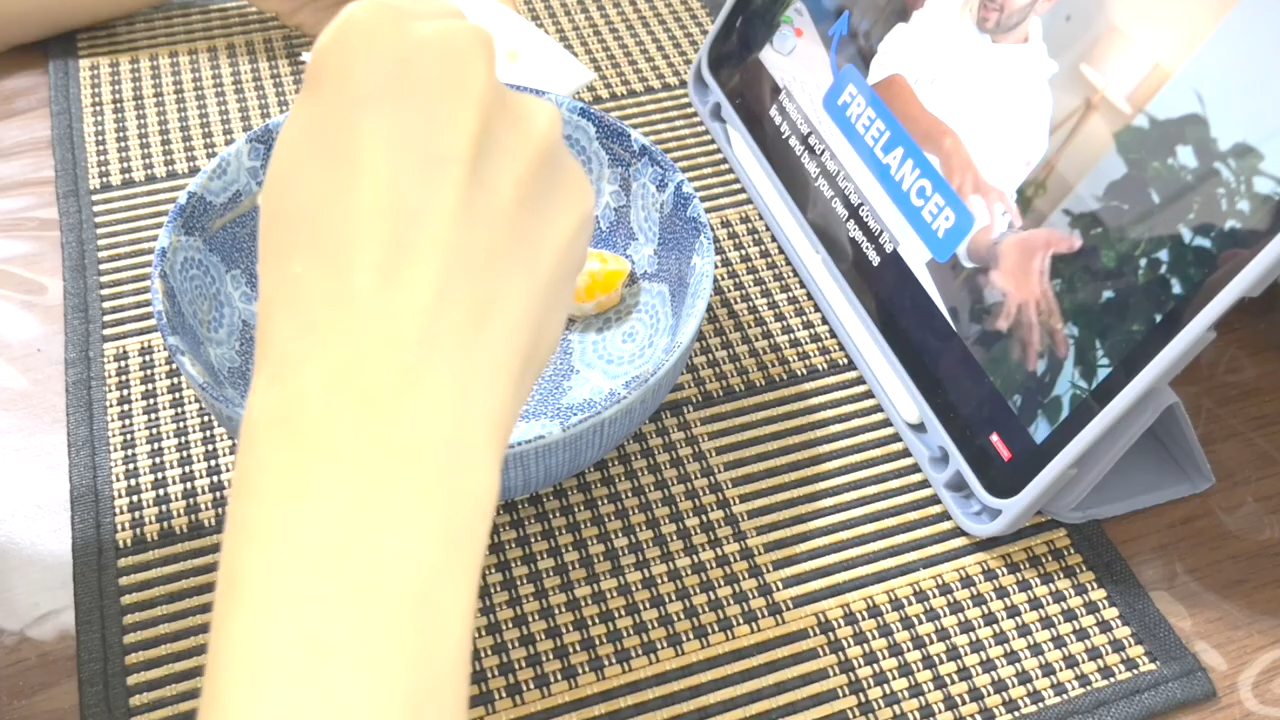 FREELANCER
freelancer and then further down the
line try and build your own agencies